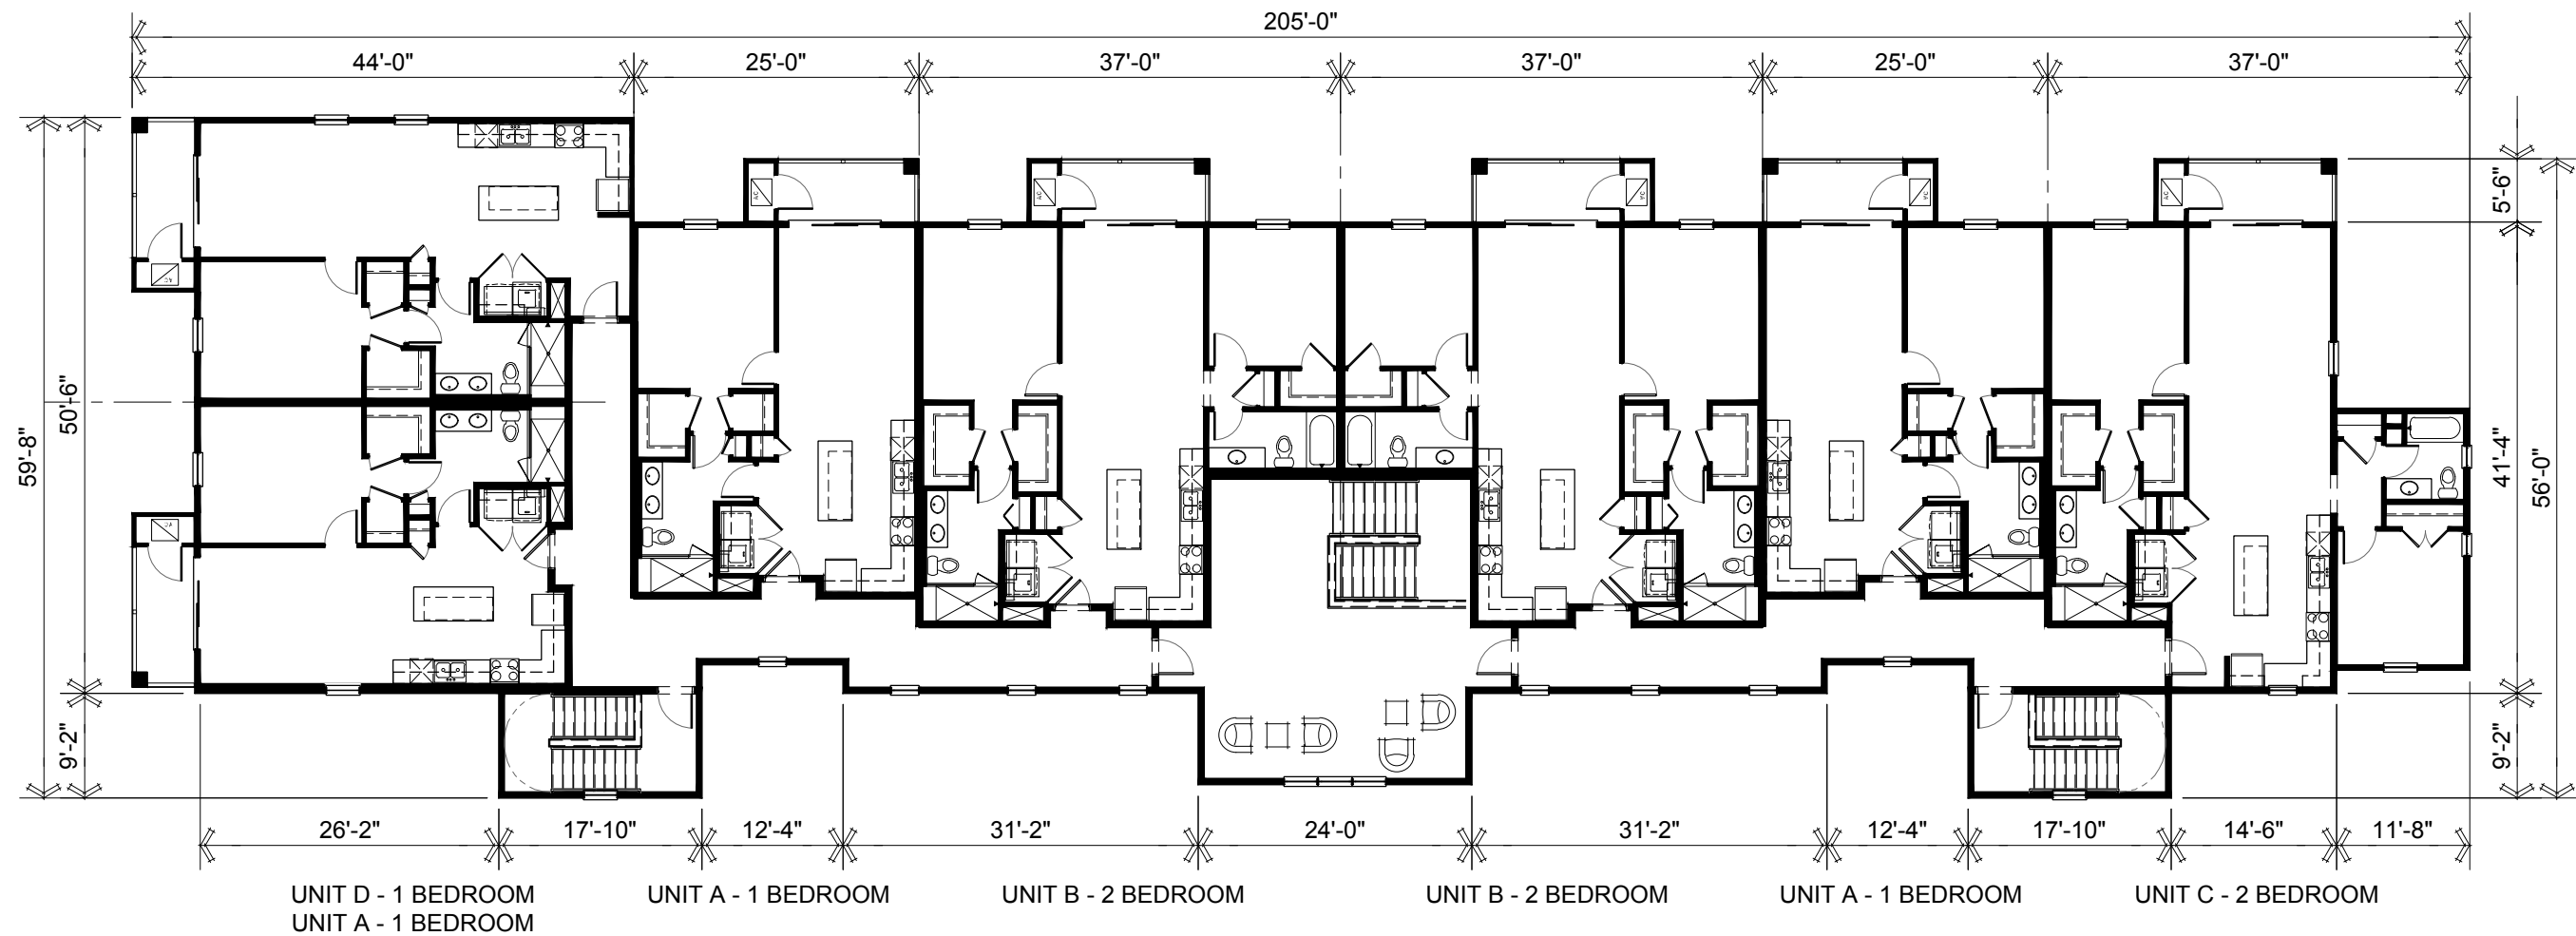 205'-0"
44'-0" 25'-0" 37'-0" 37'-0" 25'-0" 37'-0"
59'-8"
50'-6"
9'-2"
5'-6"
41'-4"
56'-0"
9'-2"
A/C
A/C
A/C
A/C
A/C
A/C
A/C
26'-2" 17'-10" 12'-4" 31'-2" 24'-0" 31'-2" 12'-4" 17'-10" 14'-6" 11'-8"
UNIT D - 1 BEDROOM UNIT A - 1 BEDROOM UNIT B - 2 BEDROOM UNIT B - 2 BEDROOM UNIT A - 1 BEDROOM UNIT C - 2 BEDROOM
UNIT A - 1 BEDROOM